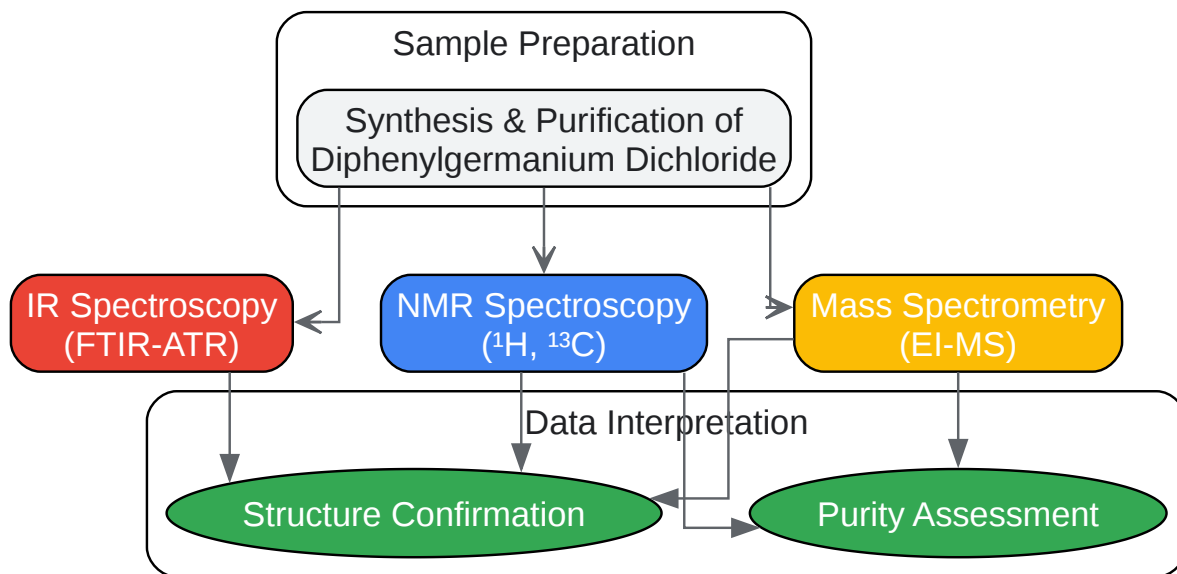 Sample Preparation
Synthesis & Purification of
Diphenylgermanium Dichloride
IR Spectroscopy
(FTIR-ATR)
NMR Spectroscopy
(¹H, ¹³C)
Mass Spectrometry
(EI-MS)
Data Interpretation
Structure Confirmation
Purity Assessment